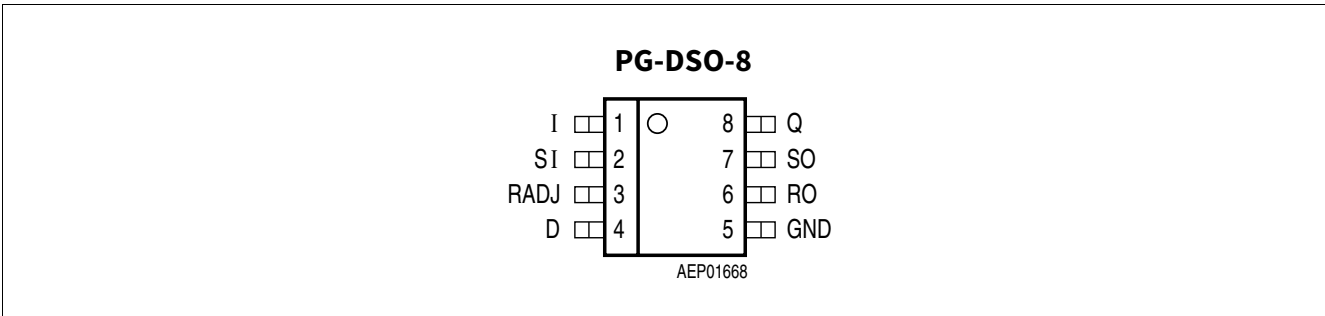 PG-DSO-8
I 1 8 Q
SI 2 7 SO
RADJ 3 6 RO
D 4 5 GND
AEP01668